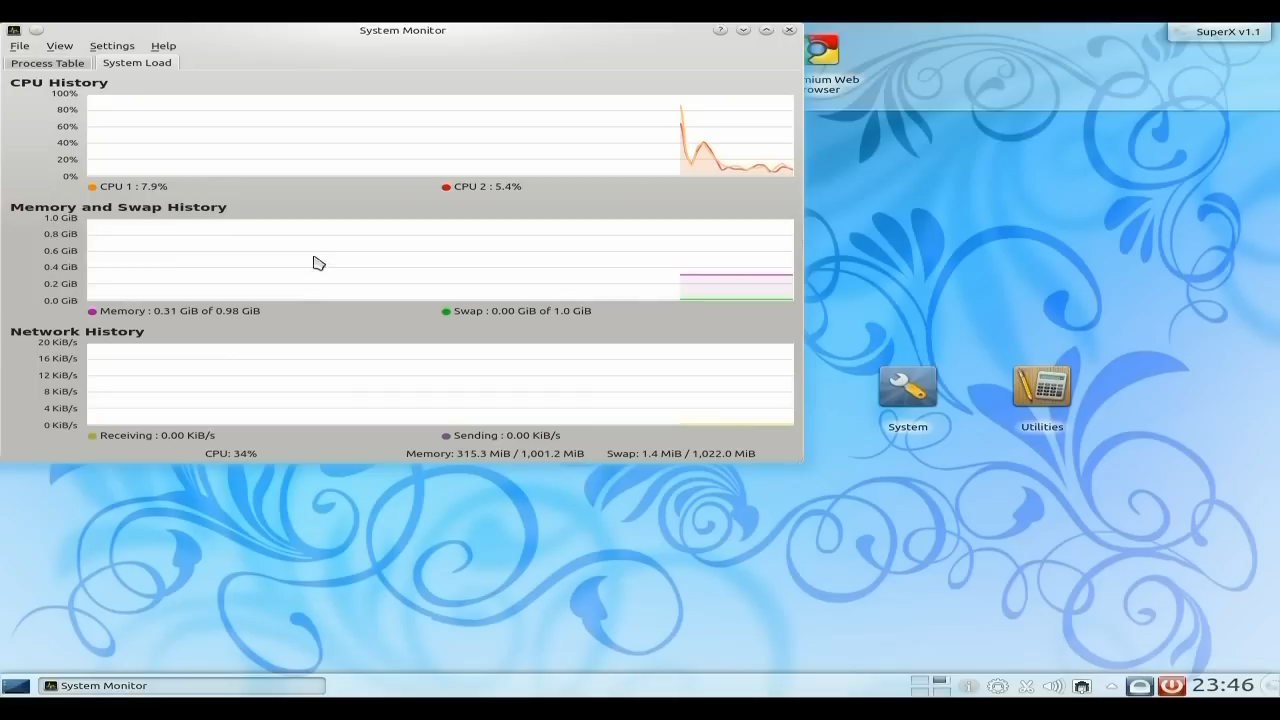 System Monitor
SuperX v1.1
File View Settings Help
Process Table System Load
mium Web
rowser
CPU History
100%
80%
60%
40%
20%
0%
CPU 1 : 7.9% CPU 2 : 5.4%
Memory and Swap History
1.0 GiB
0.8 GiB
0.6 GiB
0.4 GiB
0.2 GiB
0.0 GiB
Memory : 0.31 GiB of 0.98 GiB Swap : 0.00 GiB of 1.0 GiB
Network History
20 KiB/s
16 KiB/s
12 KiB/s
8 KiB/s
4 KiB/s
0 KiB/s
Receiving : 0.00 KiB/s Sending : 0.00 KiB/s
CPU: 34% Memory: 315.3 MiB / 1,001.2 MiB Swap: 1.4 MiB / 1,022.0 MiB
System Utilities
System Monitor 23:46